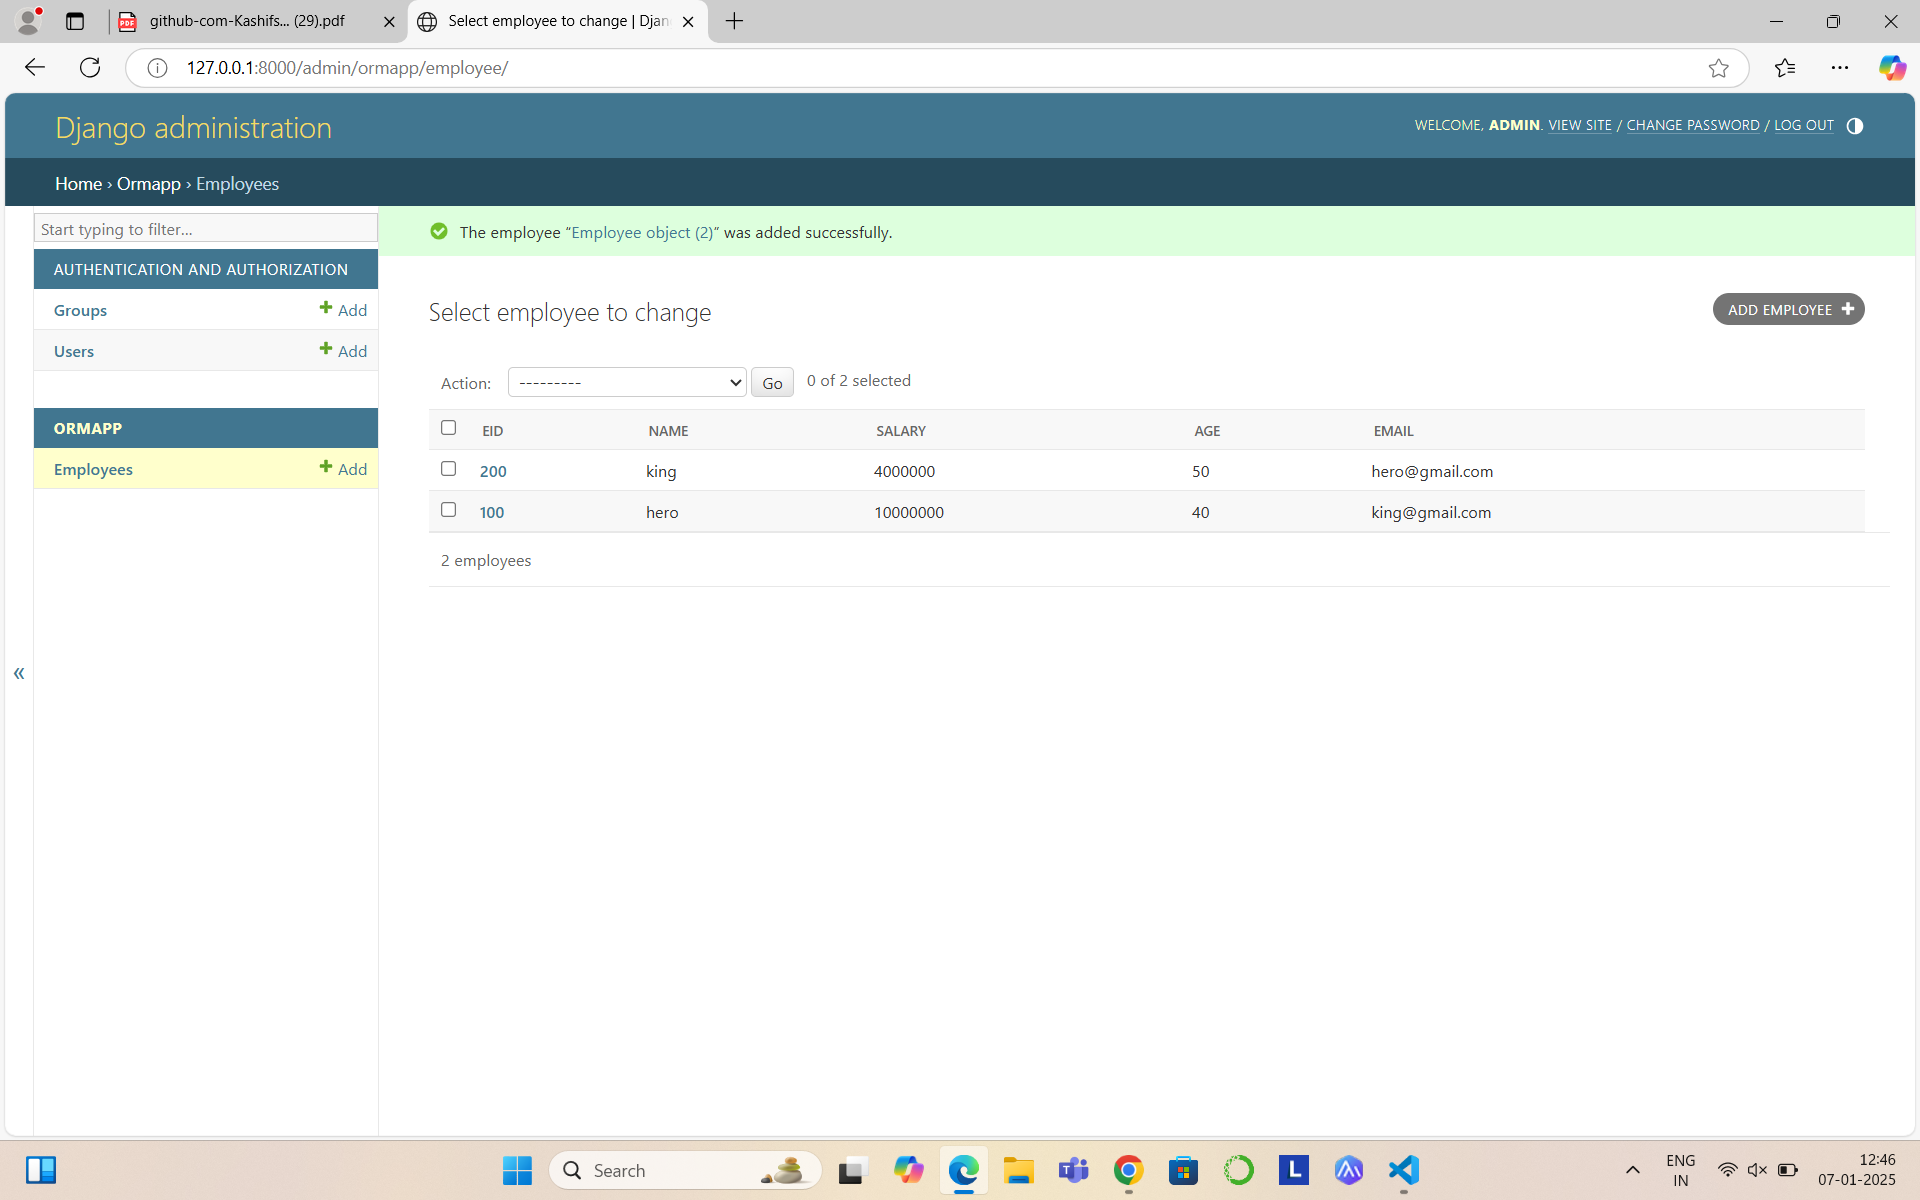 github-com-Kashifs... (29).pdf
Select employee to change | Djan
127.0.0.1:8000/admin/ormapp/employee/
Django administration
WELCOME, ADMIN. VIEW SITE / CHANGE PASSWORD / LOG OUT
Home › Ormapp › Employees
Start typing to filter...
AUTHENTICATION AND AUTHORIZATION
Groups Add
Users Add
ORMAPP
Employees Add
«
The employee “Employee object (2)” was added successfully.
Select employee to change
ADD EMPLOYEE
Action: --------- Go 0 of 2 selected
EID NAME SALARY AGE EMAIL
200 king 4000000 50 hero@gmail.com
100 hero 10000000 40 king@gmail.com
2 employees
Search
L
ENG
IN
12:46
07-01-2025